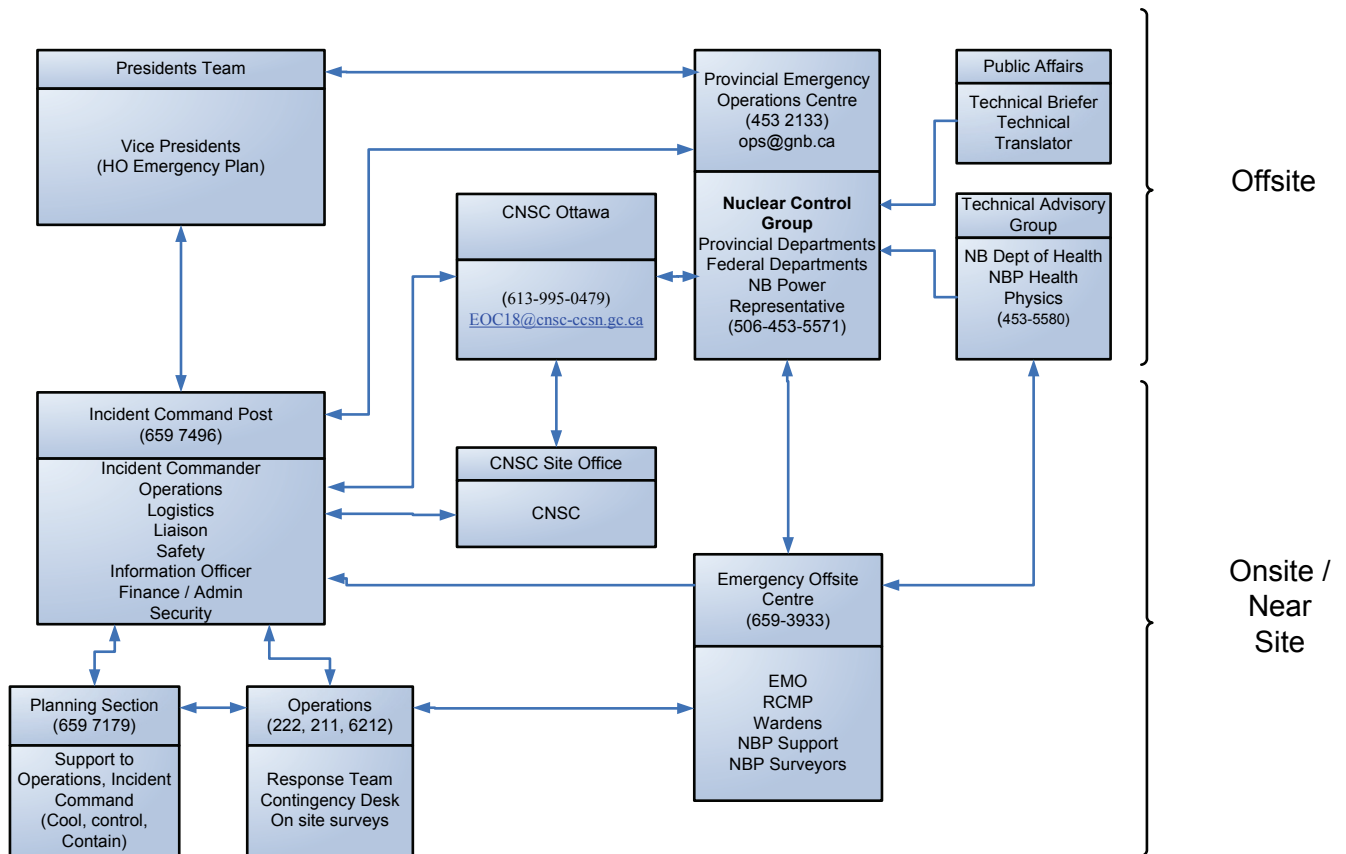 Presidents Team
Vice Presidents
(HO Emergency Plan)
Provincial Emergency
Operations Centre
(453 2133)
ops@gnb.ca
Nuclear Control
Group
Provincial Departments
Federal Departments
NB Power
Representative
(506-453-5571)
Public Affairs
Technical Briefer
Technical
Translator
Technical Advisory
Group
NB Dept of Health
NBP Health
Physics
(453-5580)
Offsite
CNSC Ottawa
(613-995-0479)
EOC18@cnsc-ccsn.gc.ca
Incident Command Post
(659 7496)
Incident Commander
Operations
Logistics
Liaison
Safety
Information Officer
Finance / Admin
Security
CNSC Site Office
CNSC
Emergency Offsite
Centre
(659-3933)
EMO
RCMP
Wardens
NBP Support
NBP Surveyors
Onsite /
Near
Site
Planning Section
(659 7179)
Support to
Operations, Incident
Command
(Cool, control,
Contain)
Operations
(222, 211, 6212)
Response Team
Contingency Desk
On site surveys